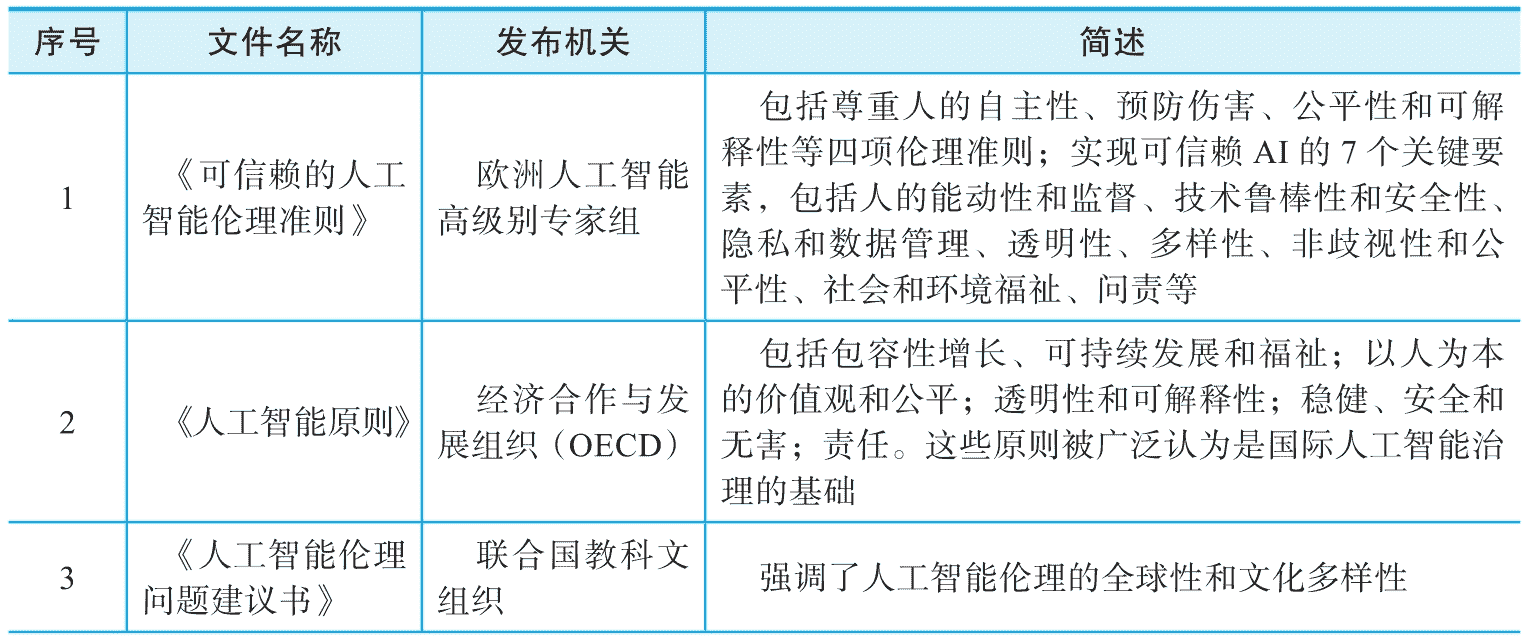 序号 文件名称 发布机关 简述
1
《可信赖的人工
智能伦理准则》
欧洲人工智能
高级别专家组
包括尊重人的自主性、预防伤害、公平性和可解
释性等四项伦理准则；实现可信赖 AI 的 7 个关键要
素，包括人的能动性和监督、技术鲁棒性和安全性、
隐私和数据管理、透明性、多样性、非歧视性和公
平性、社会和环境福祉、问责等
2
《人工智能原则》
经济合作与发
展组织（OECD）
包括包容性增长、可持续发展和福祉；以人为本
的价值观和公平；透明性和可解释性；稳健、安全和
无害；责任。这些原则被广泛认为是国际人工智能治
理的基础
3
《人工智能伦理
问题建议书》
联合国教科文
组织
强调了人工智能伦理的全球性和文化多样性